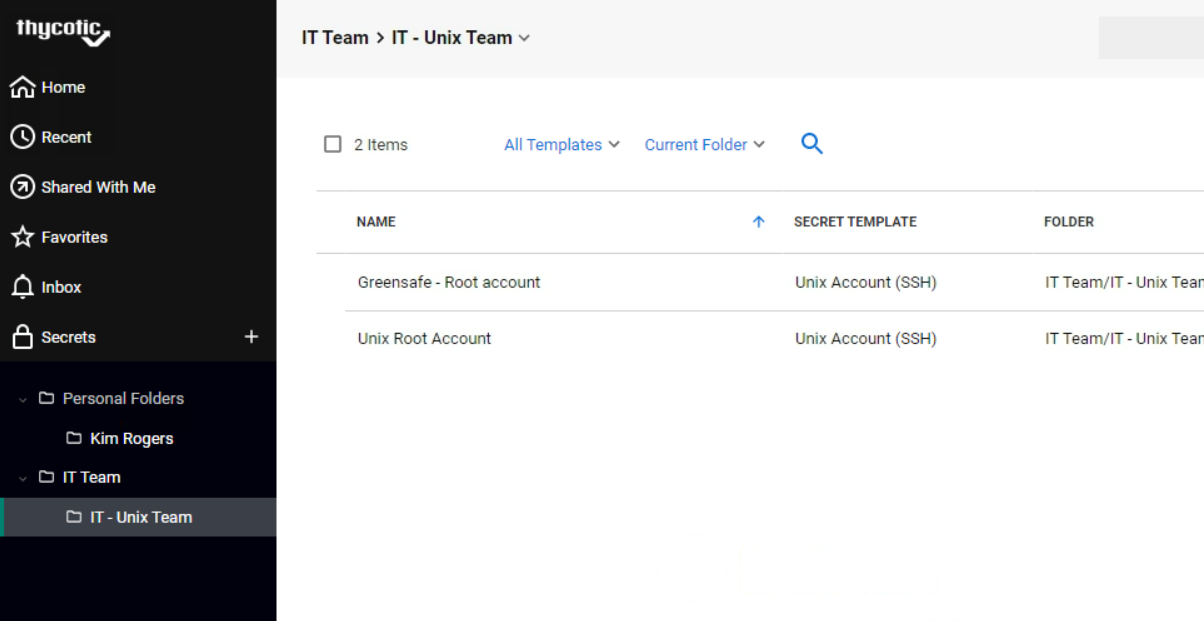 thycotic
Home
Recent
Shared With Me
Favorites
Inbox
Secrets +
Personal Folders
Kim Rogers
IT Team
IT - Unix Team
IT Team > IT - Unix Team
2 Items All Templates Current Folder
NAME SECRET TEMPLATE FOLDER
Greensafe - Root account Unix Account (SSH) IT Team/IT - Unix Tear
Unix Root Account Unix Account (SSH) IT Team/IT - Unix Tear